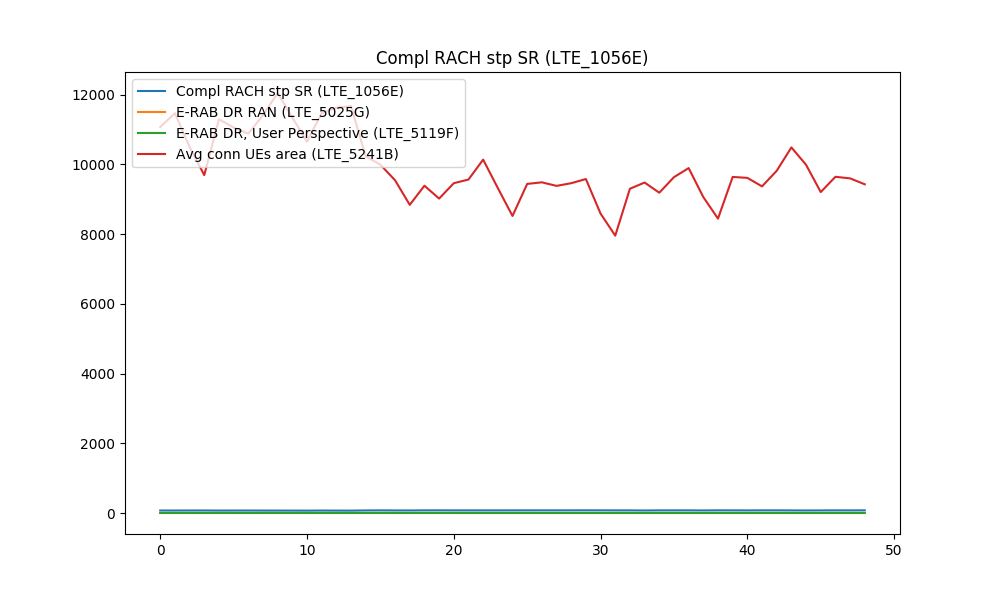 Compl RACH stp SR (LTE_1056E)
12000
10000
8000
6000
4000
2000
0
Compl RACH stp SR (LTE_1056E)
E-RAB DR RAN (LTE_5025G)
E-RAB DR, User Perspective (LTE_5119F)
Avg conn UEs area (LTE_5241B)
0 10 20 30 40 50